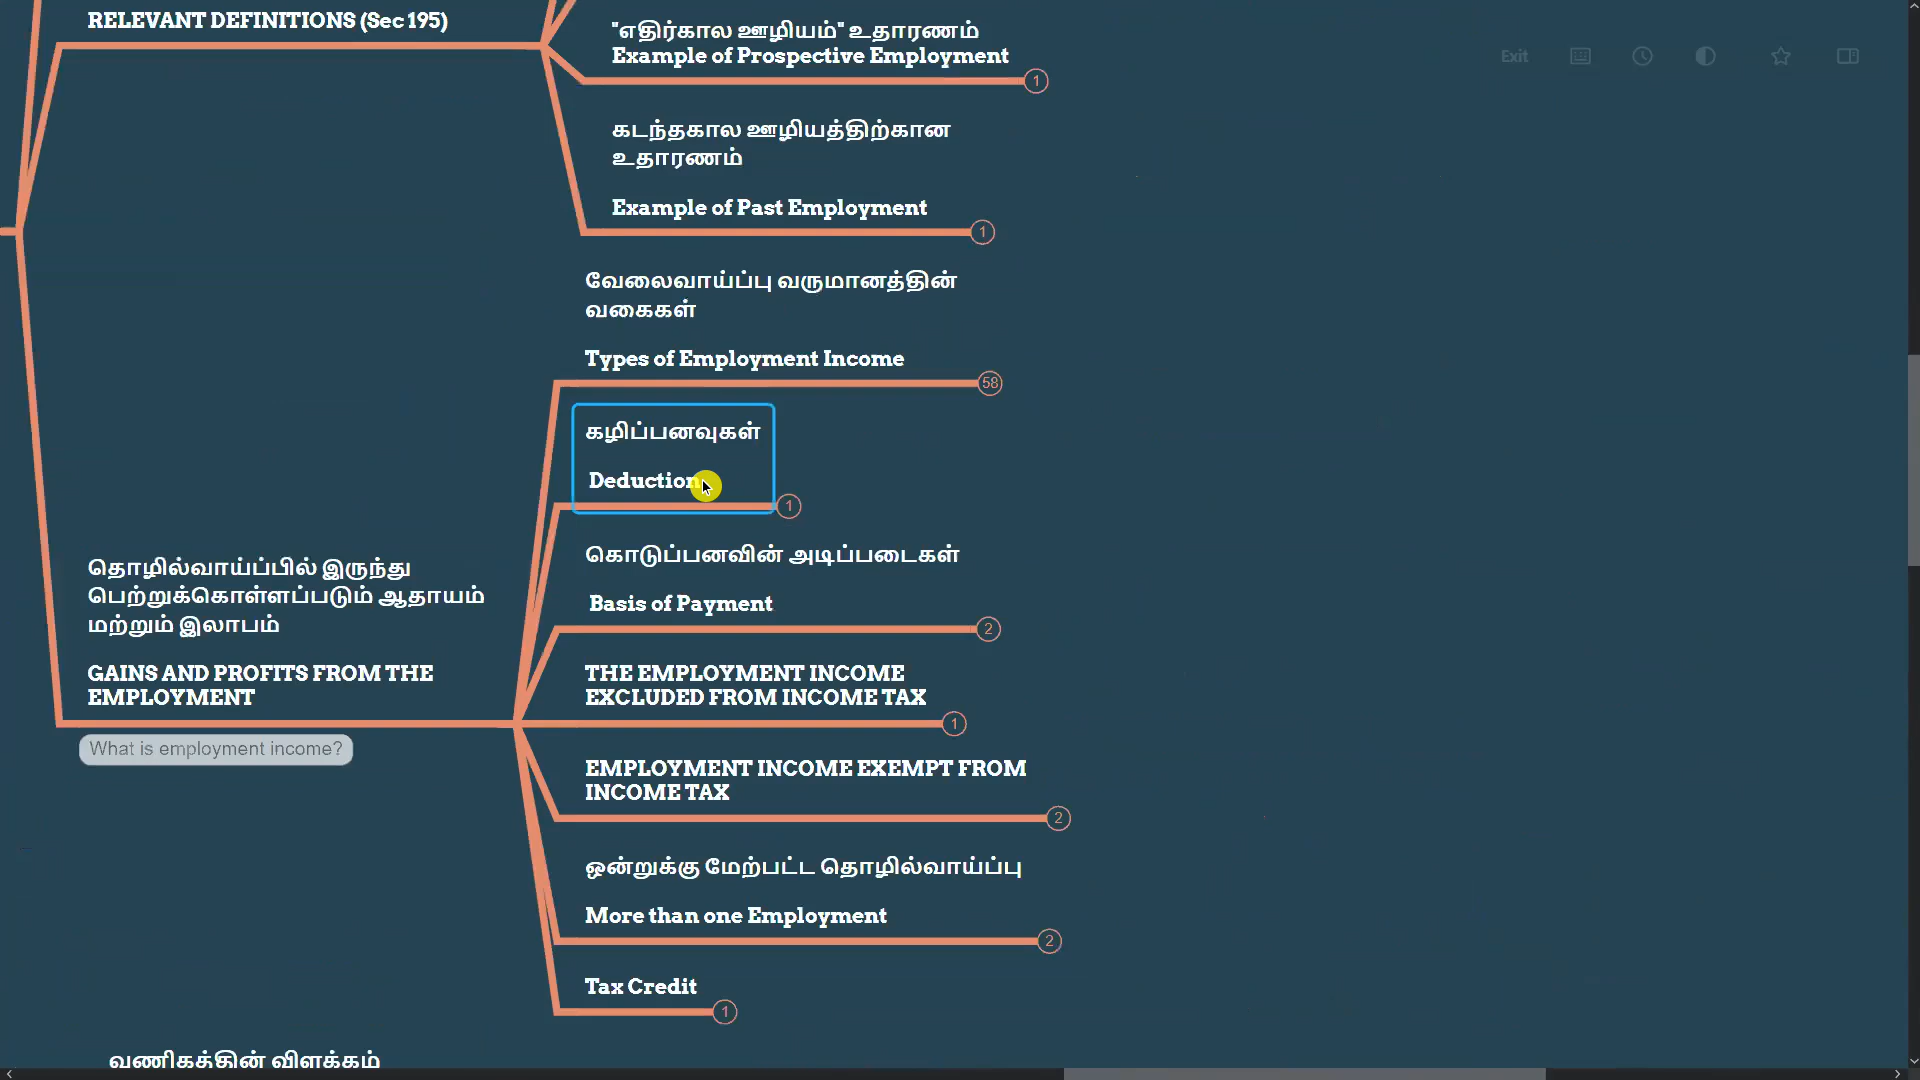 RELEVANT DEFINITIONS (Sec 195)
"எதிர்கால ஊழியம்" உதாரணம்
Example of Prospective Employment
1
Exit
கடந்தகால ஊழியத்திற்கான
உதாரணம்
Example of Past Employment
1
வேலைவாய்ப்பு வருமானத்தின்
வகைகள்
Types of Employment Income
58
கழிப்பனவுகள்
Deduction
1
கொடுப்பனவின் அடிப்படைகள்
Basis of Payment
2
தொழில்வாய்ப்பில் இருந்து
பெற்றுக்கொள்ளப்படும் ஆதாயம்
மற்றும் இலாபம்
GAINS AND PROFITS FROM THE
EMPLOYMENT
What is employment income?
THE EMPLOYMENT INCOME
EXCLUDED FROM INCOME TAX
1
EMPLOYMENT INCOME EXEMPT FROM
INCOME TAX
2
ஒன்றுக்கு மேற்பட்ட தொழில்வாய்ப்பு
More than one Employment
2
Tax Credit
1
வணிகத்தின் விளக்கம்